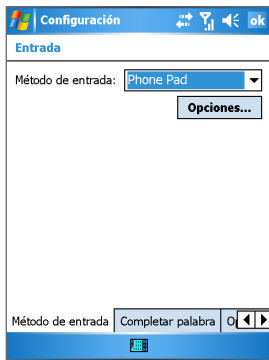 Configuración ok
Entrada
Método de entrada: Phone Pad
Opciones...
Método de entrada Completar palabra